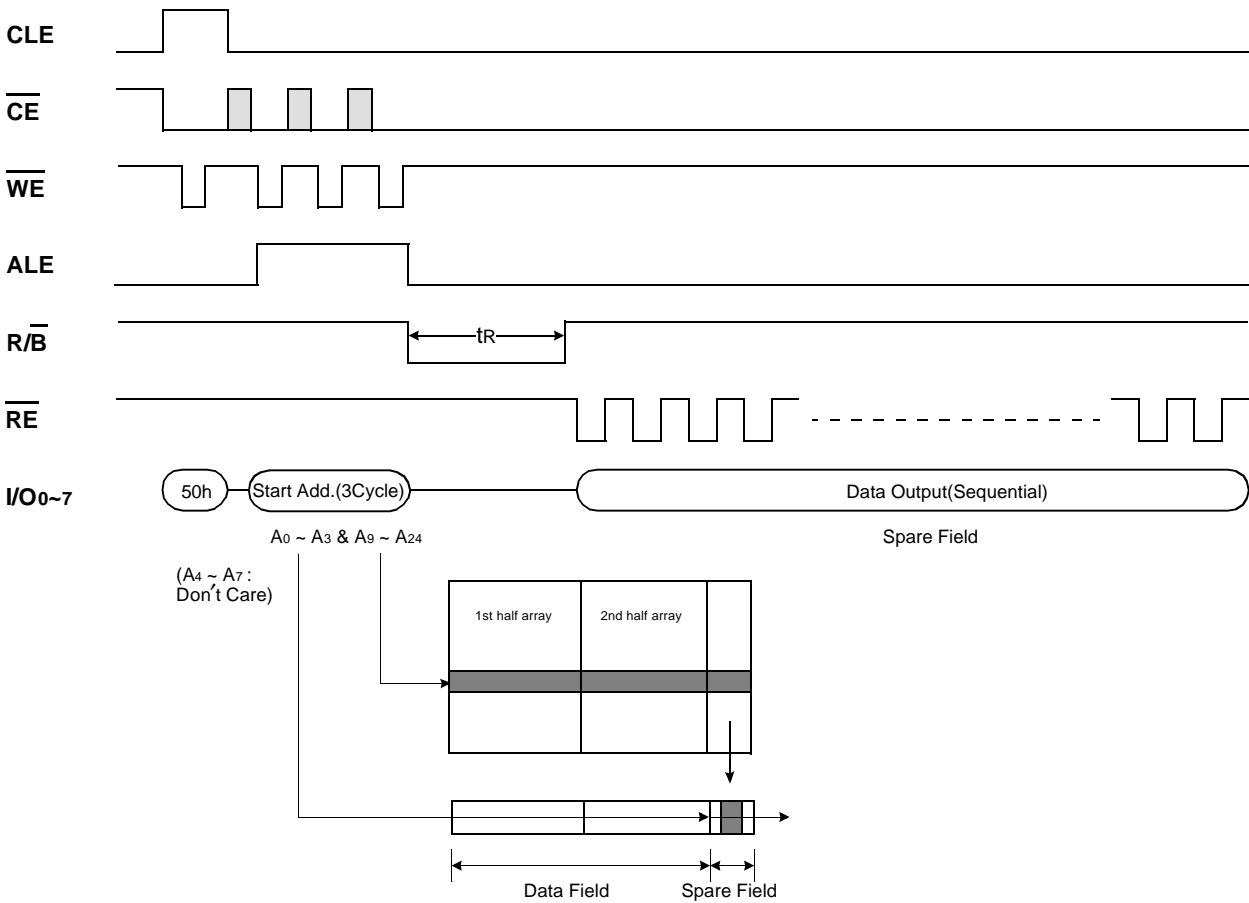 CLE
CE
WE
ALE
R/B
tR
RE
I/O0~7
50h
Start Add.(3Cycle)
Data Output(Sequential)
A0 ~ A3 & A9 ~ A24
Spare Field
(A4 ~ A7 :
Don't Care)
1st half array
2nd half array
Data Field
Spare Field